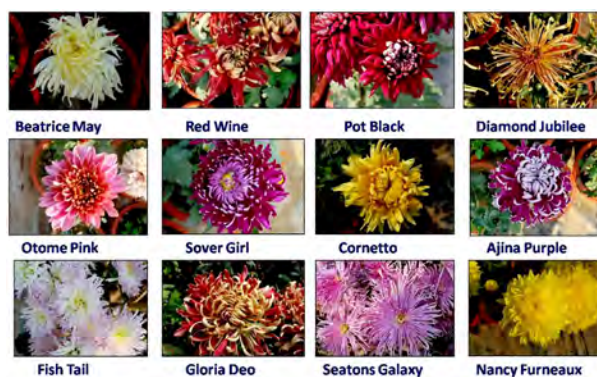 Beatrice May
Red Wine
Pot Black
Diamond Jubilee
Otome Pink
Sover Girl
Cornetto
Ajina Purple
Fish Tail
Gloria Deo
Seatons Galaxy
Nancy Furneaux